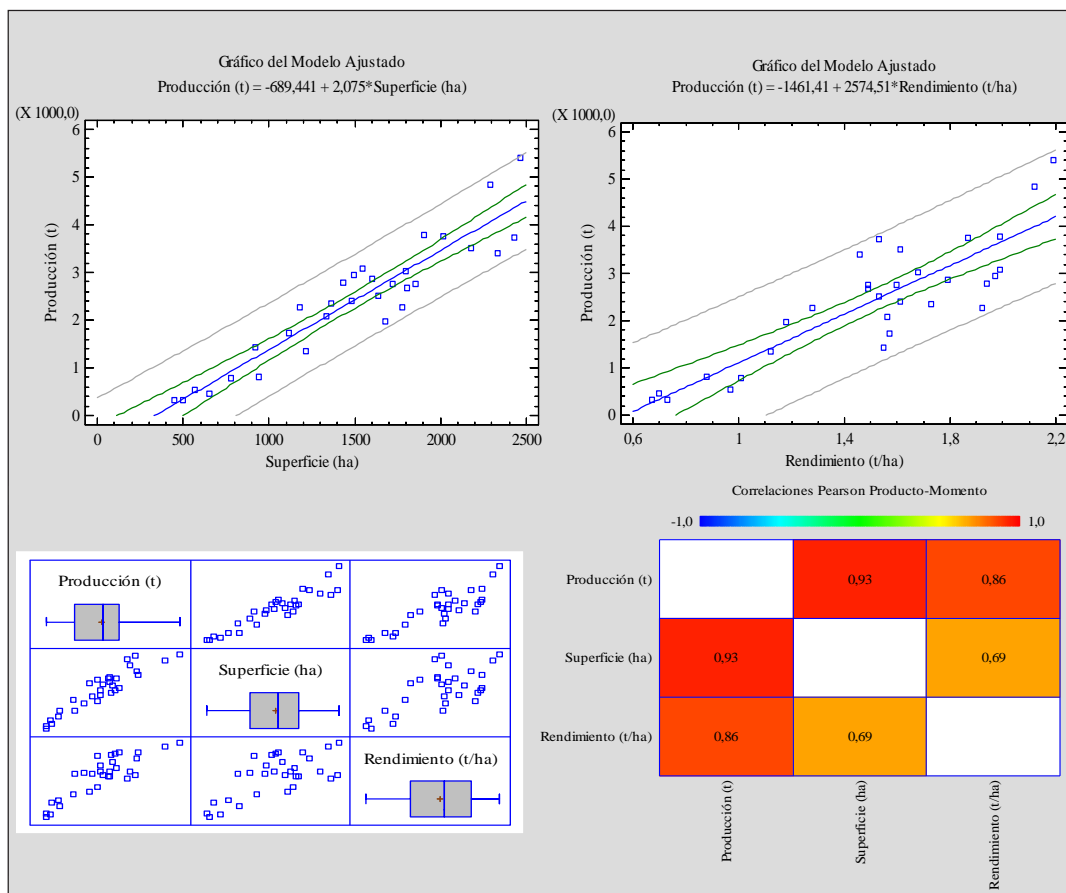 Gráfico del Modelo Ajustado
Producción (t) = -689,441 + 2,075*Superficie (ha)
(X 1000,0)
6
5
4
3
2
1
0
Producción (t)
0 500 1000 1500 2000 2500
Superficie (ha)
Gráfico del Modelo Ajustado
Producción (t) = -1461,41 + 2574,51*Rendimiento (t/ha)
(X 1000,0)
6
5
4
3
2
1
0
Producción (t)
0,6 1 1,4 1,8 2,2
Rendimiento (t/ha)
Producción (t)
Superficie (ha)
Rendimiento (t/ha)
Correlaciones Pearson Producto-Momento
-1,0 1,0
Producción (t) 0,93 0,86
Superficie (ha) 0,93 0,69
Rendimiento (t/ha) 0,86 0,69
Producción (t)
Superficie (ha)
Rendimiento (t/ha)